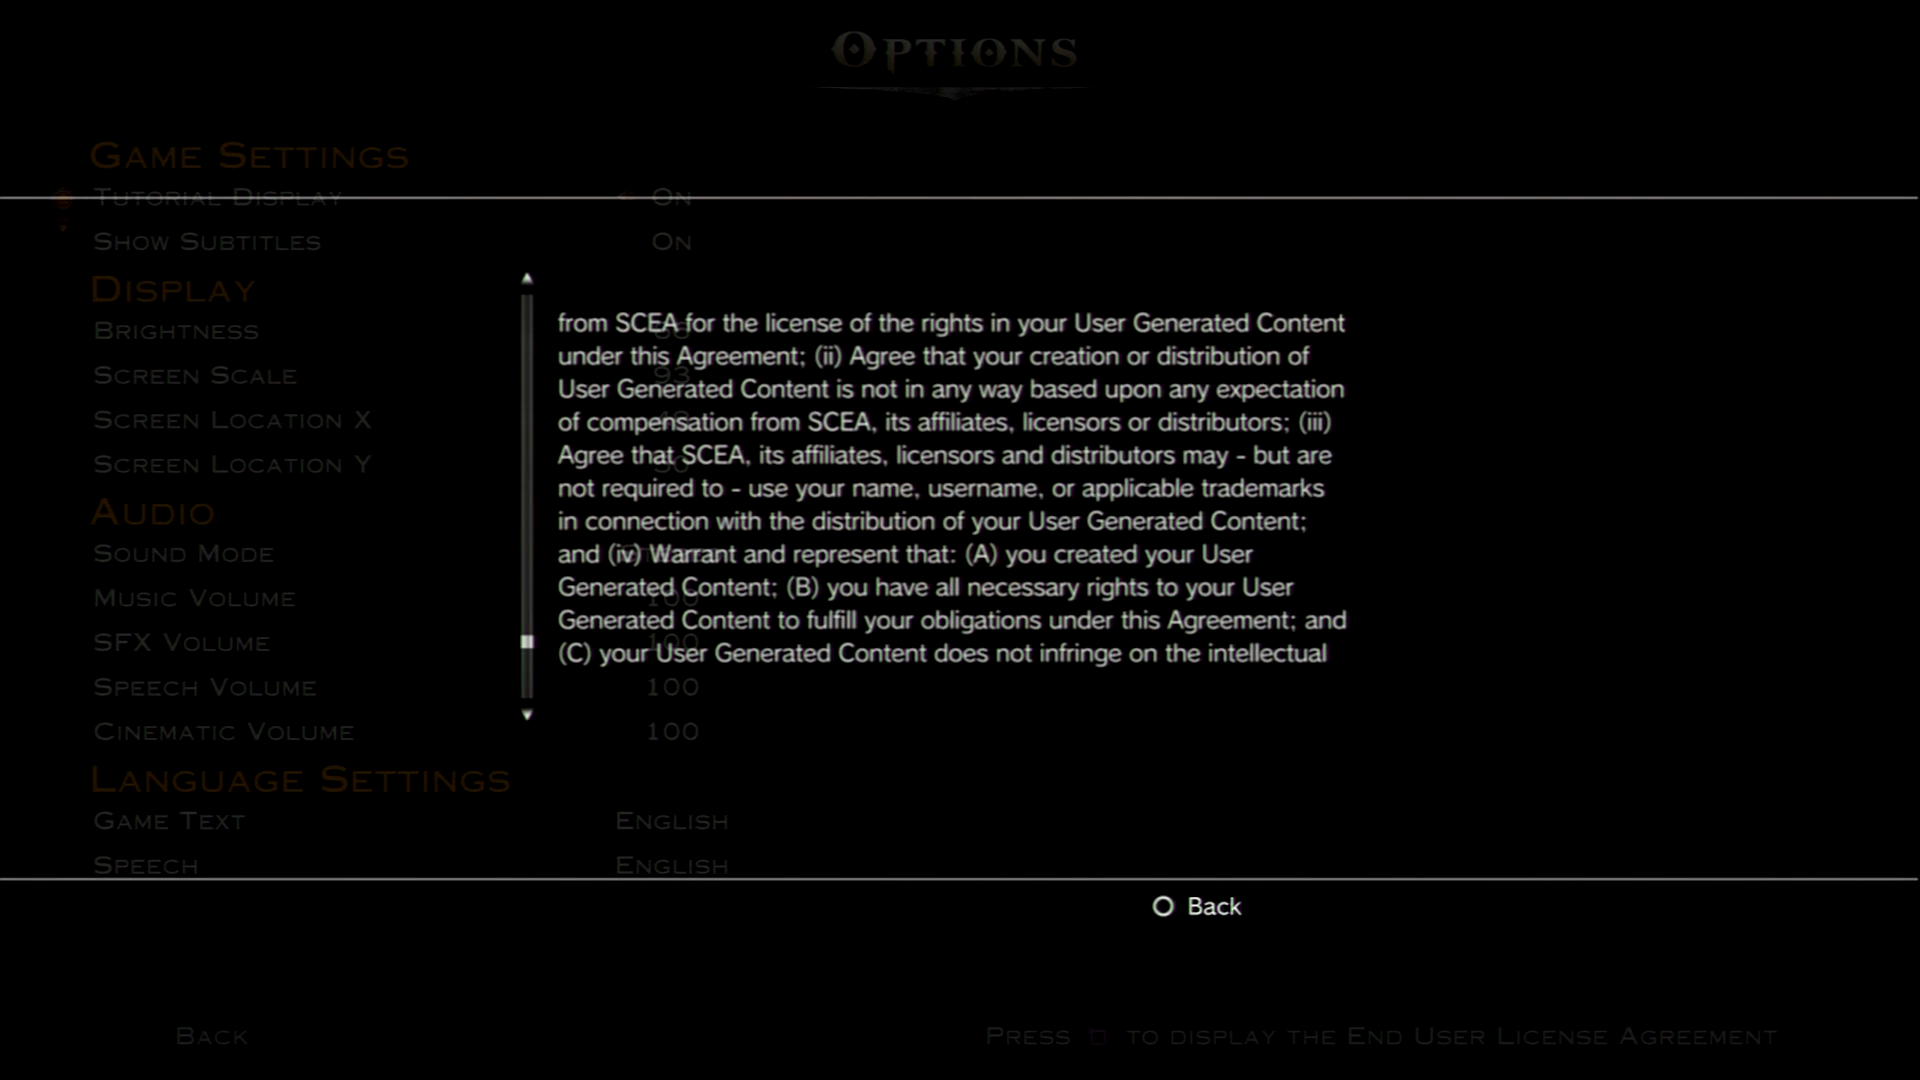 OPTIONS
GAME SETTINGS
TUTORIAL DISPLAY ON
SHOW SUBTITLES ON
DISPLAY
BRIGHTNESS
SCREEN SCALE 93
SCREEN LOCATION X
SCREEN LOCATION Y
AUDIO
SOUND MODE
MUSIC VOLUME 100
SFX VOLUME 100
SPEECH VOLUME 100
CINEMATIC VOLUME 100
LANGUAGE SETTINGS
GAME TEXT ENGLISH
SPEECH ENGLISH
from SCEA for the license of the rights in your User Generated Content
under this Agreement; (ii) Agree that your creation or distribution of
User Generated Content is not in any way based upon any expectation
of compensation from SCEA, its affiliates, licensors or distributors; (iii)
Agree that SCEA, its affiliates, licensors and distributors may - but are
not required to - use your name, username, or applicable trademarks
in connection with the distribution of your User Generated Content;
and (iv) Warrant and represent that: (A) you created your User
Generated Content; (B) you have all necessary rights to your User
Generated Content to fulfill your obligations under this Agreement; and
(C) your User Generated Content does not infringe on the intellectual
Back
BACK
PRESS □ TO DISPLAY THE END USER LICENSE AGREEMENT